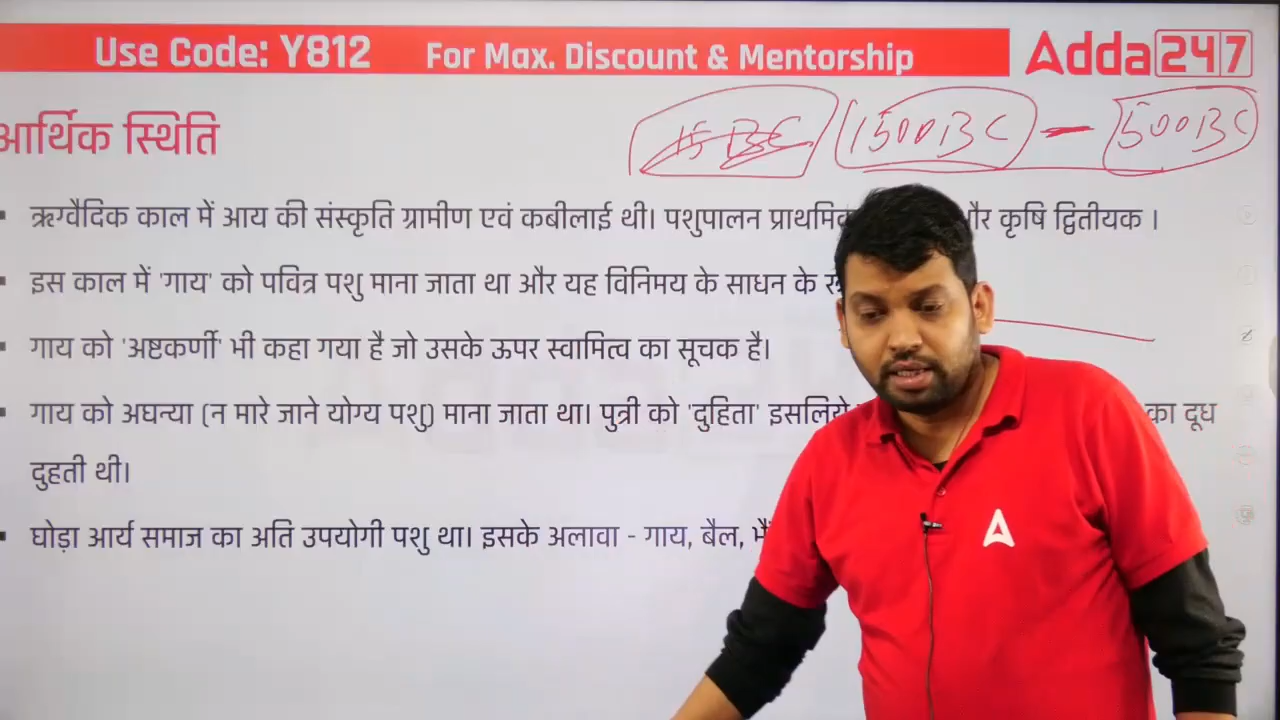 Use Code: Y812 For Max. Discount & Mentorship Adda247
आर्थिक स्थिति
1500BC - 500BC
ऋग्वैदिक काल में आय की संस्कृति ग्रामीण एवं कबीलाई थी। पशुपालन कृषि द्वितीयक ।
इस काल में 'गाय' को पवित्र पशु माना जाता था और यह विनिमय के साधन के
गाय को 'अष्टकर्णी' भी कहा गया है जो उसके ऊपर स्वामित्व का सूचक है।
गाय को अघन्या (न मारे जाने योग्य पशु) माना जाता था। पुत्री को 'दुहिता' इसलिये का दूध
दुहती थी।
घोड़ा आर्य समाज का अति उपयोगी पशु था। इसके अलावा - गाय, बैल,